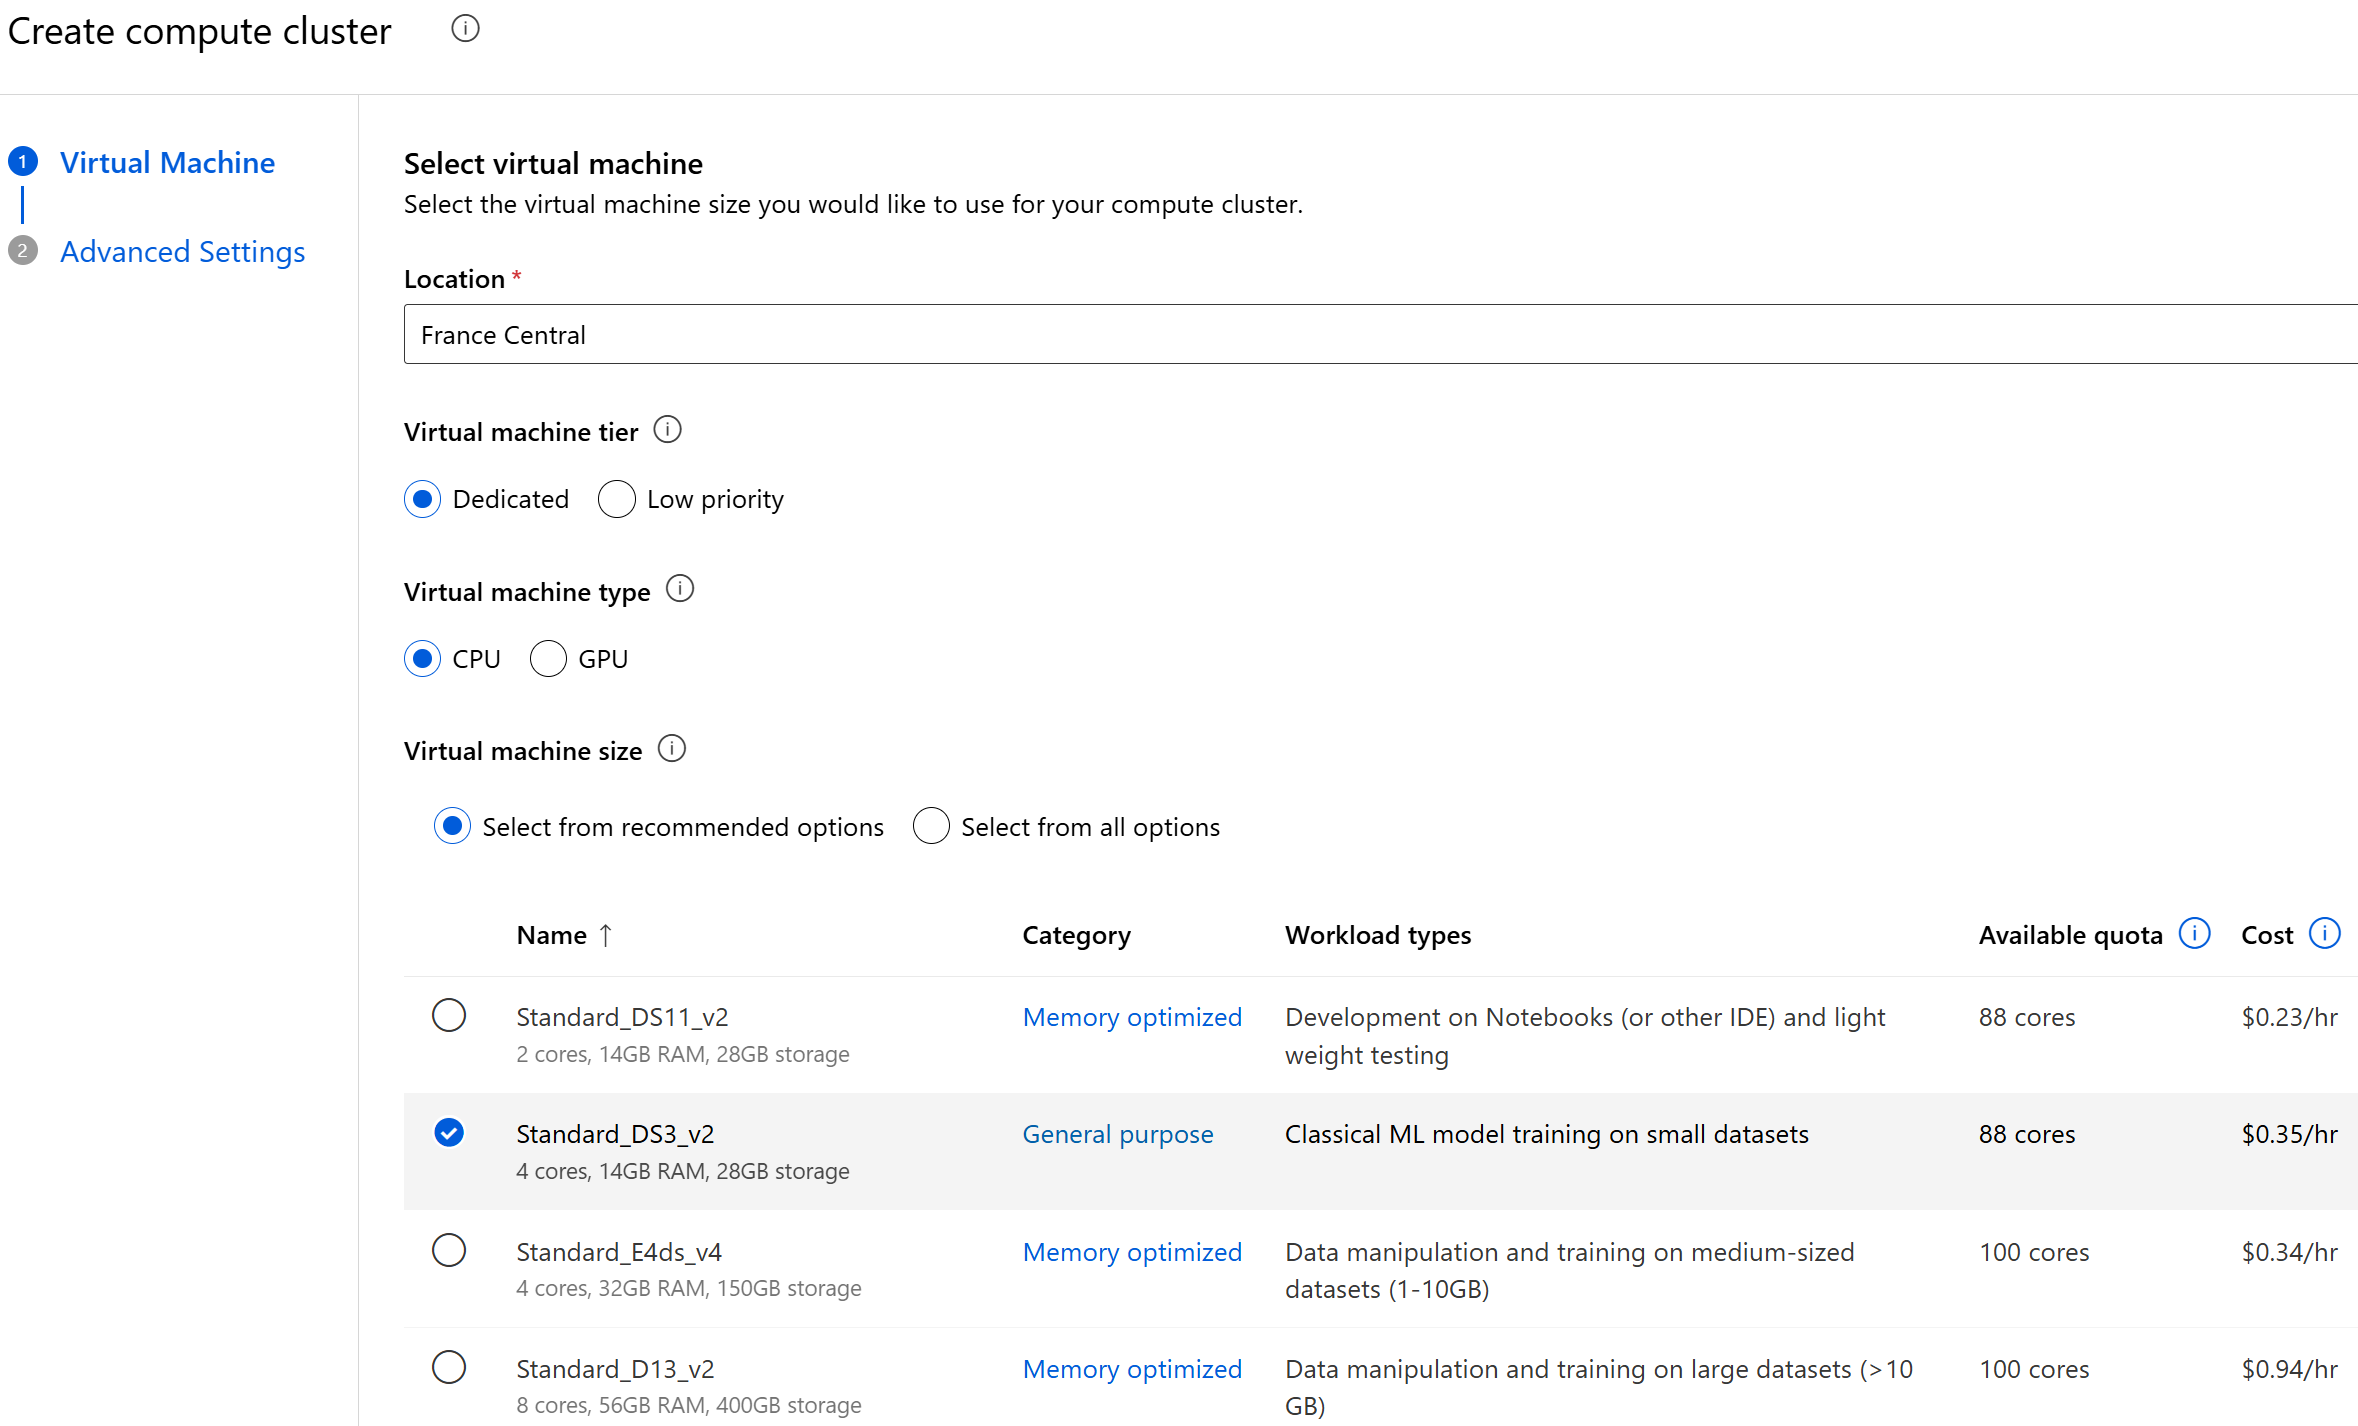 Create compute cluster
1 Virtual Machine
2 Advanced Settings
Select virtual machine
Select the virtual machine size you would like to use for your compute cluster.
Location *
France Central
Virtual machine tier
Dedicated Low priority
Virtual machine type
CPU GPU
Virtual machine size
Select from recommended options Select from all options
Name ↑ Category Workload types Available quota Cost
Standard_DS11_v2 Memory optimized Development on Notebooks (or other IDE) and light 88 cores $0.23/hr
2 cores, 14GB RAM, 28GB storage weight testing
Standard_DS3_v2 General purpose Classical ML model training on small datasets 88 cores $0.35/hr
4 cores, 14GB RAM, 28GB storage
Standard_E4ds_v4 Memory optimized Data manipulation and training on medium-sized 100 cores $0.34/hr
4 cores, 32GB RAM, 150GB storage datasets (1-10GB)
Standard_D13_v2 Memory optimized Data manipulation and training on large datasets (>10 100 cores $0.94/hr
8 cores, 56GB RAM, 400GB storage GB)